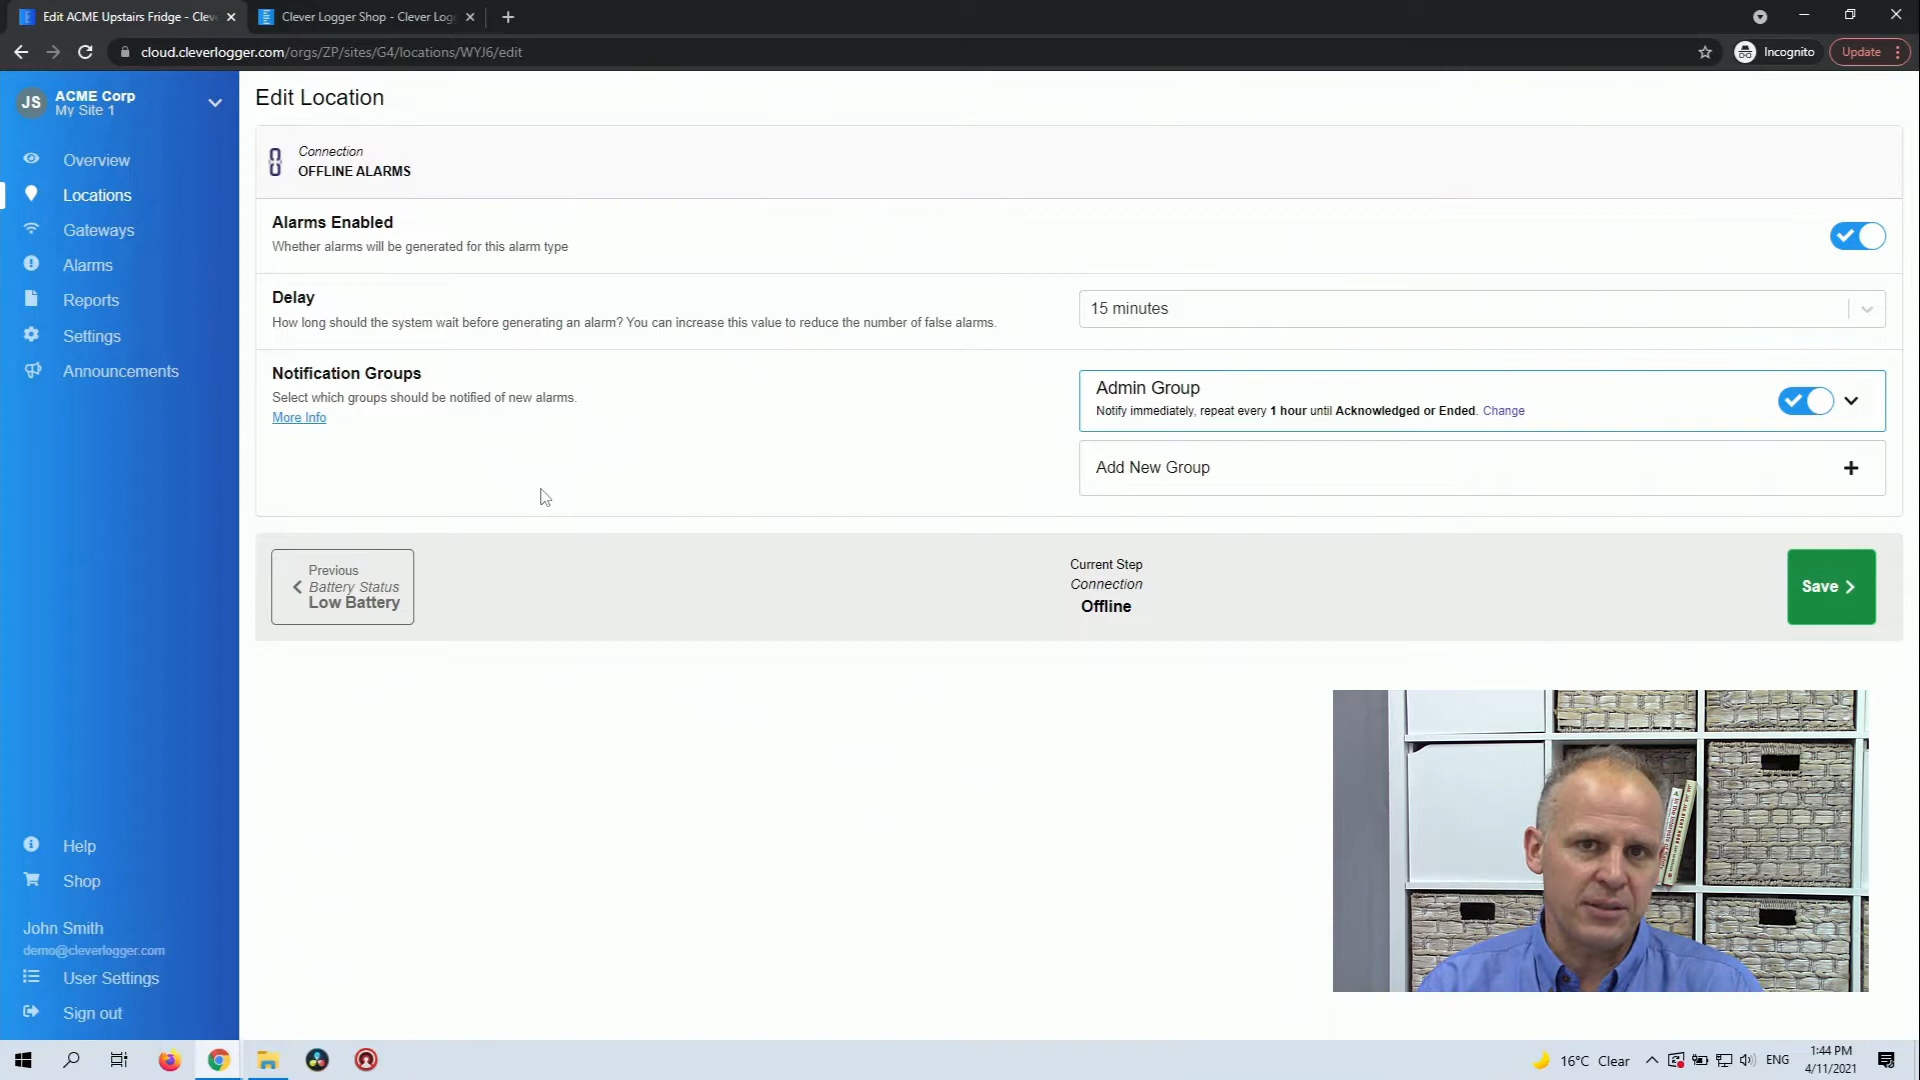 Edit ACME Upstairs Fridge - Clev
Clever Logger Shop - Clever Log
cloud.cleverlogger.com/orgs/ZP/sites/G4/locations/WYJ6/edit
Incognito
Update
JS
ACME Corp
My Site 1
Overview
Locations
Gateways
Alarms
Reports
Settings
Announcements
Help
Shop
John Smith
demo@cleverlogger.com
User Settings
Sign out
Edit Location
Connection
OFFLINE ALARMS
Alarms Enabled
Whether alarms will be generated for this alarm type
Delay
How long should the system wait before generating an alarm? You can increase this value to reduce the number of false alarms.
15 minutes
Notification Groups
Select which groups should be notified of new alarms.
More Info
Admin Group
Notify immediately, repeat every 1 hour until Acknowledged or Ended. Change
Add New Group
Previous
Battery Status
Low Battery
Current Step
Connection
Offline
Save
16°C Clear
ENG
1:44 PM
4/11/2021